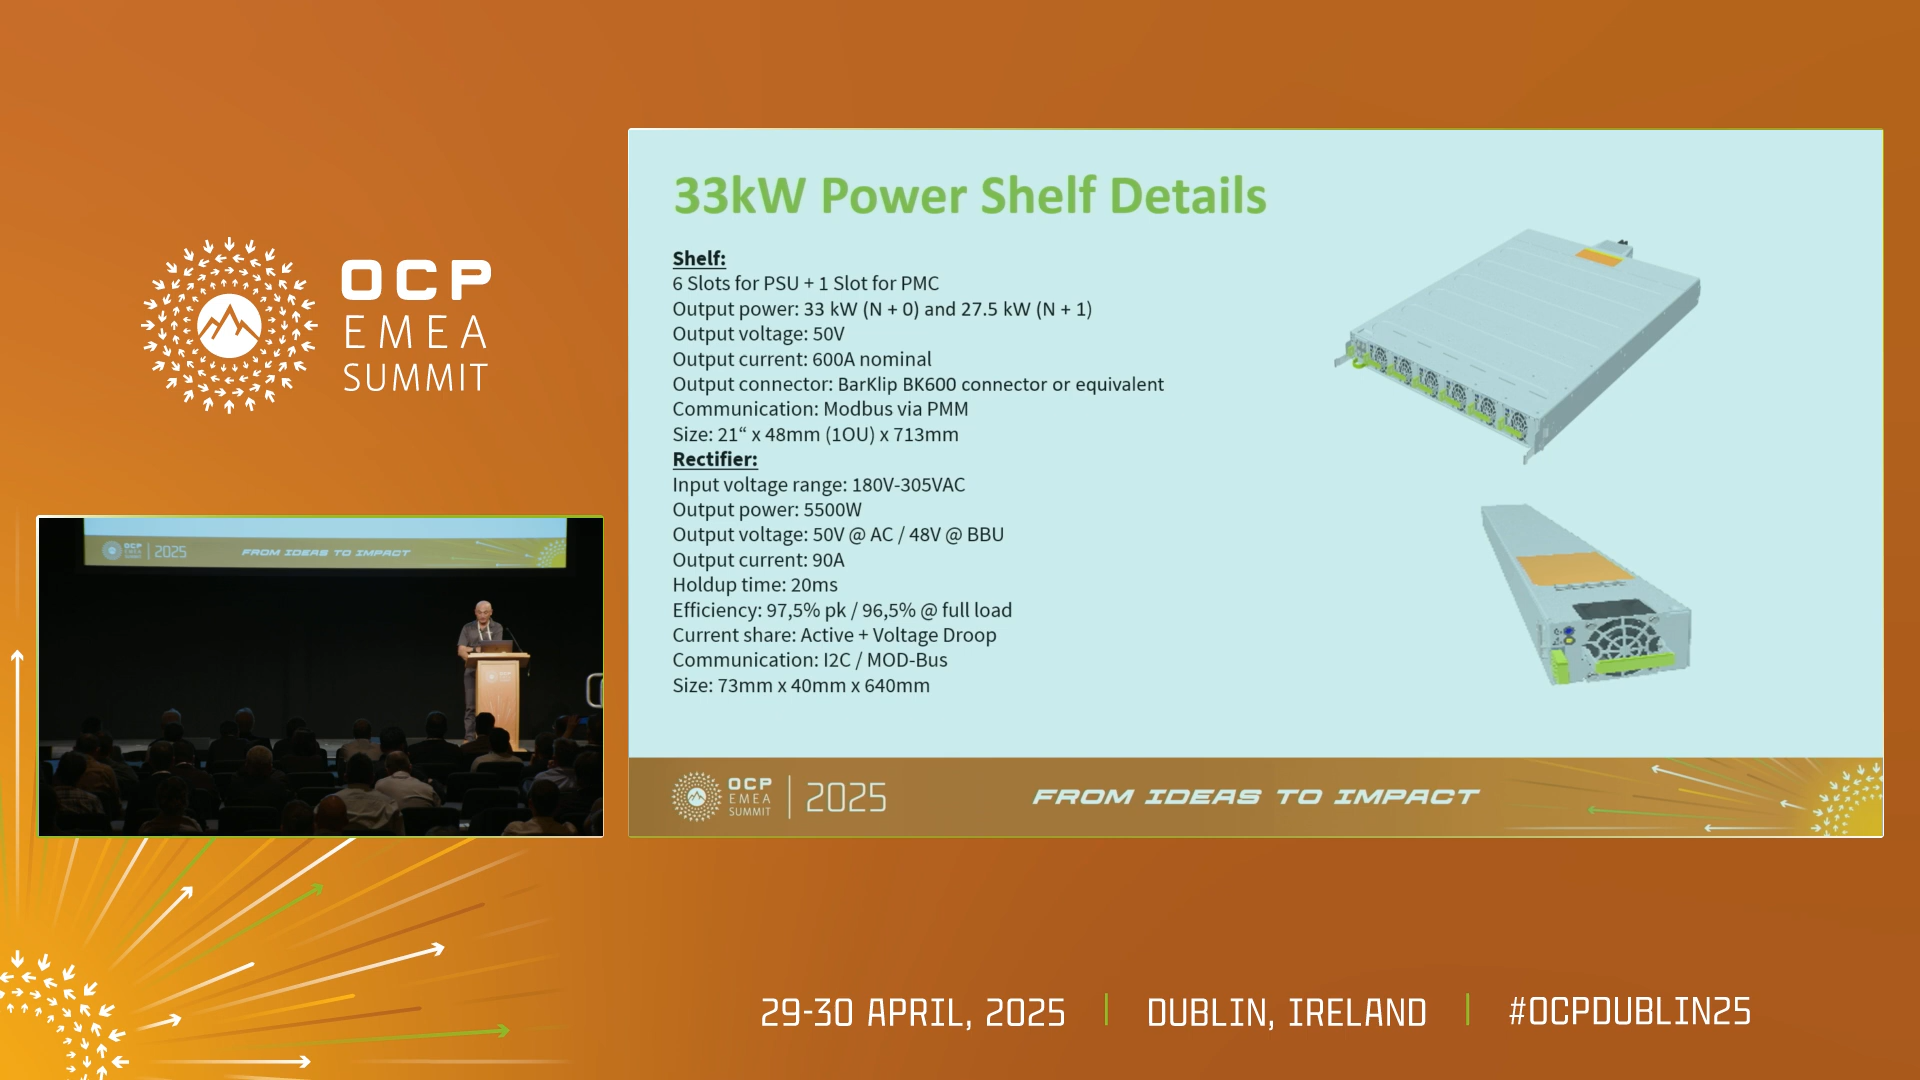 OCP
EMEA
SUMMIT
33kW Power Shelf Details
Shelf:
6 Slots for PSU + 1 Slot for PMC
Output power: 33 kW (N + 0) and 27.5 kW (N + 1)
Output voltage: 50V
Output current: 600A nominal
Output connector: BarKlip BK600 connector or equivalent
Communication: Modbus via PMM
Size: 21“ x 48mm (1OU) x 713mm
Rectifier:
Input voltage range: 180V-305VAC
Output power: 5500W
Output voltage: 50V @ AC / 48V @ BBU
Output current: 90A
Holdup time: 20ms
Efficiency: 97,5% pk / 96,5% @ full load
Current share: Active + Voltage Droop
Communication: I2C / MOD-Bus
Size: 73mm x 40mm x 640mm
OCP
EMEA
SUMMIT
2025
FROM IDEAS TO IMPACT
OCP
EMEA
SUMMIT
2025
FROM IDEAS TO IMPACT
29-30 APRIL, 2025
DUBLIN, IRELAND
#OCPDUBLIN25